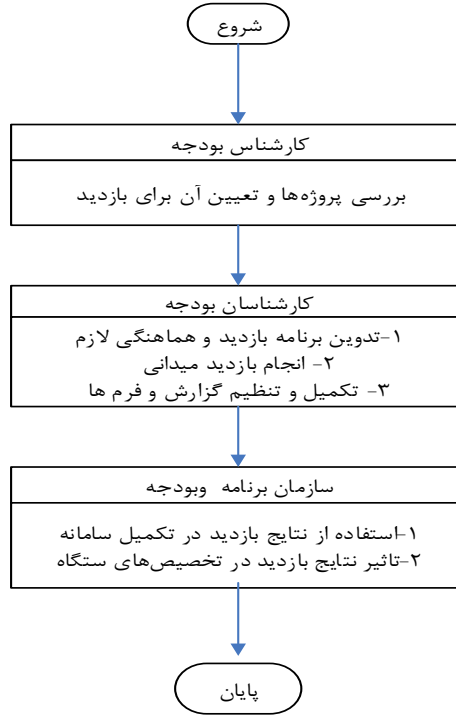 شروع
کارشناس بودجه
بررسی پروژه‌ها و تعیین آن برای بازدید
کارشناسان بودجه
۱-تدوین برنامه بازدید و هماهنگی لازم
۲- انجام بازدید میدانی
۳- تکمیل و تنظیم گزارش و فرم ها
سازمان برنامه وبودجه
۱-استفاده از نتایج بازدید در تکمیل سامانه
۲-تاثیر نتایج بازدید در تخصیص‌های ستگاه
پایان